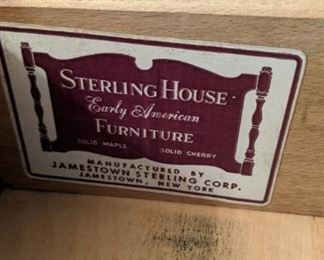 STERLING HOUSE
Early American
FURNITURE
SOLID MAPLE SOLID CHERRY
MANUFACTURED BY
JAMESTOWN STERLING CORP.
JAMESTOWN, NEW YORK